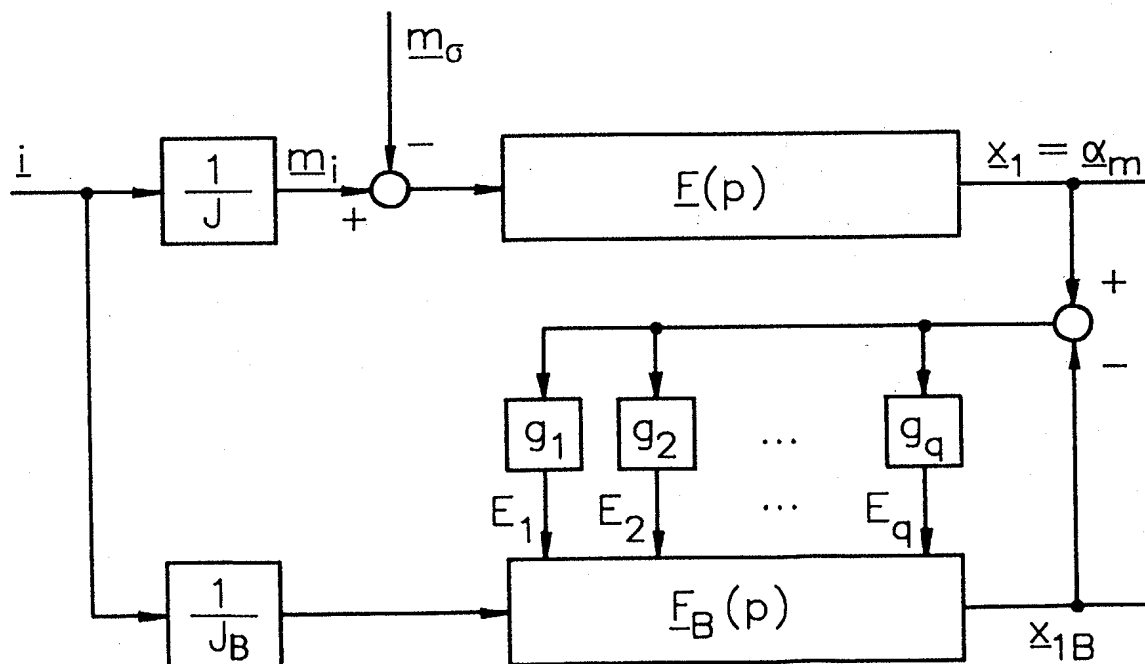 m_σ
−
i
1
J
m_i
+
F(p)
x_1 = α_m
+
−
g_1
g_2
...
g_q
E_1
E_2
...
E_q
1
J_B
F_B(p)
x_1B